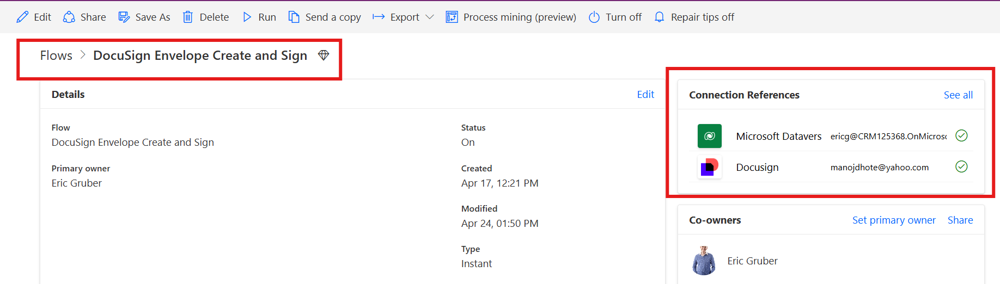 Edit Share Save As Delete Run Send a copy Export Process mining (preview) Turn off Repair tips off
Flows > DocuSign Envelope Create and Sign
Details Edit
Flow
DocuSign Envelope Create and Sign
Primary owner
Eric Gruber
Status
On
Created
Apr 17, 12:21 PM
Modified
Apr 24, 01:50 PM
Type
Instant
Connection References See all
Microsoft Datavers ericg@CRM125368.OnMicrosc
Docusign manojdhote@yahoo.com
Co-owners Set primary owner Share
Eric Gruber